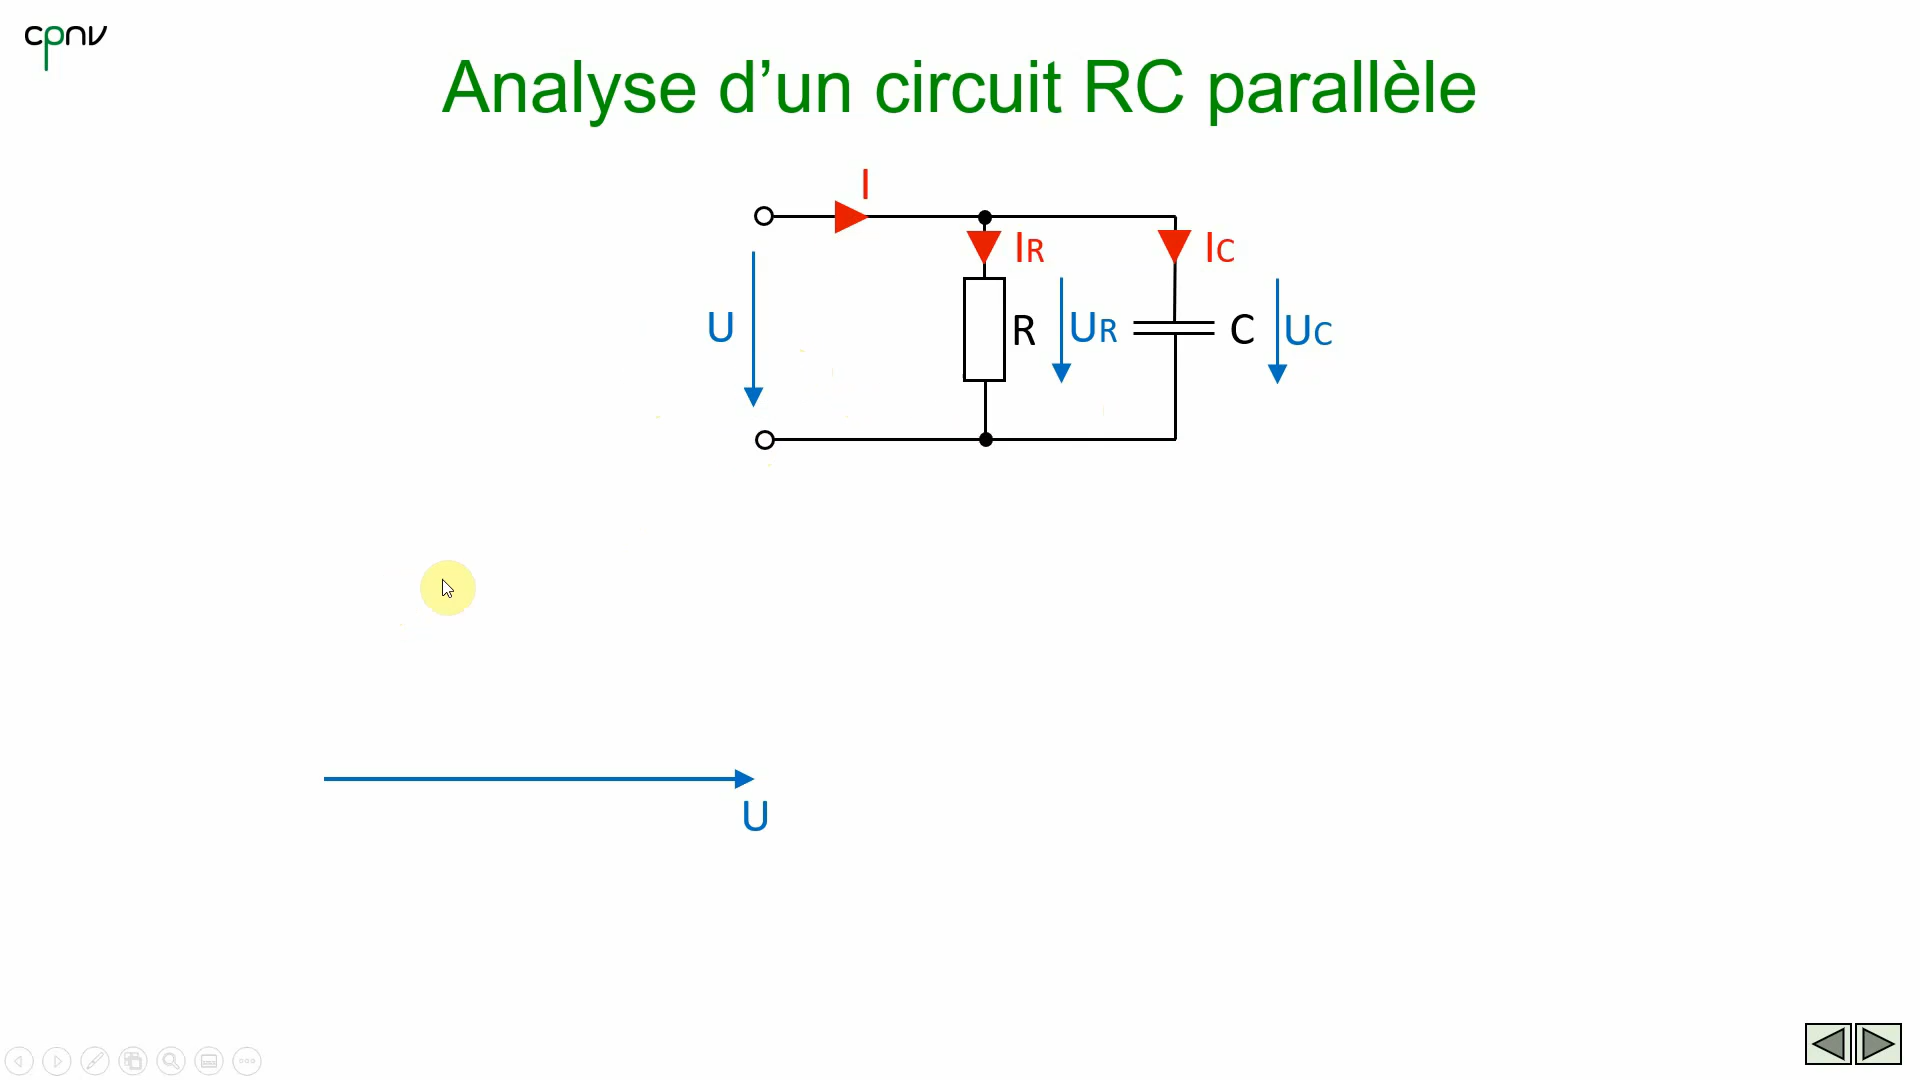 cpnv
Analyse d’un circuit RC parallèle
I
IR
IC
U
R
UR
C
UC
U